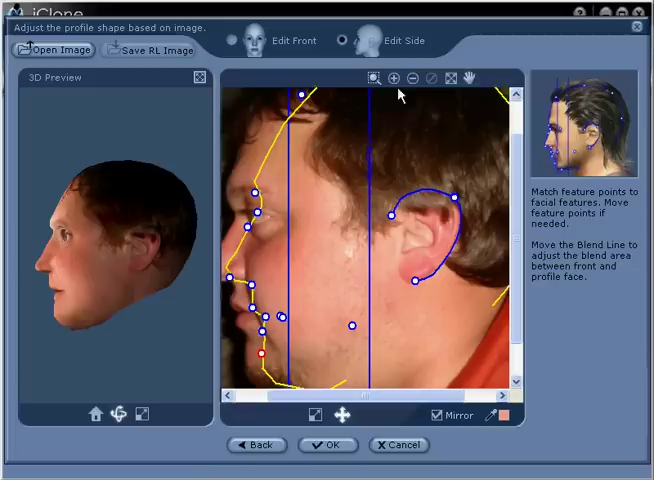 iClone
Adjust the profile shape based on image.
Open Image
Save RL Image
Edit Front
Edit Side
3D Preview
Match feature points to
facial features. Move
feature points if
needed.
Move the Blend Line to
adjust the blend area
between front and
profile face.
Mirror
Back
OK
Cancel